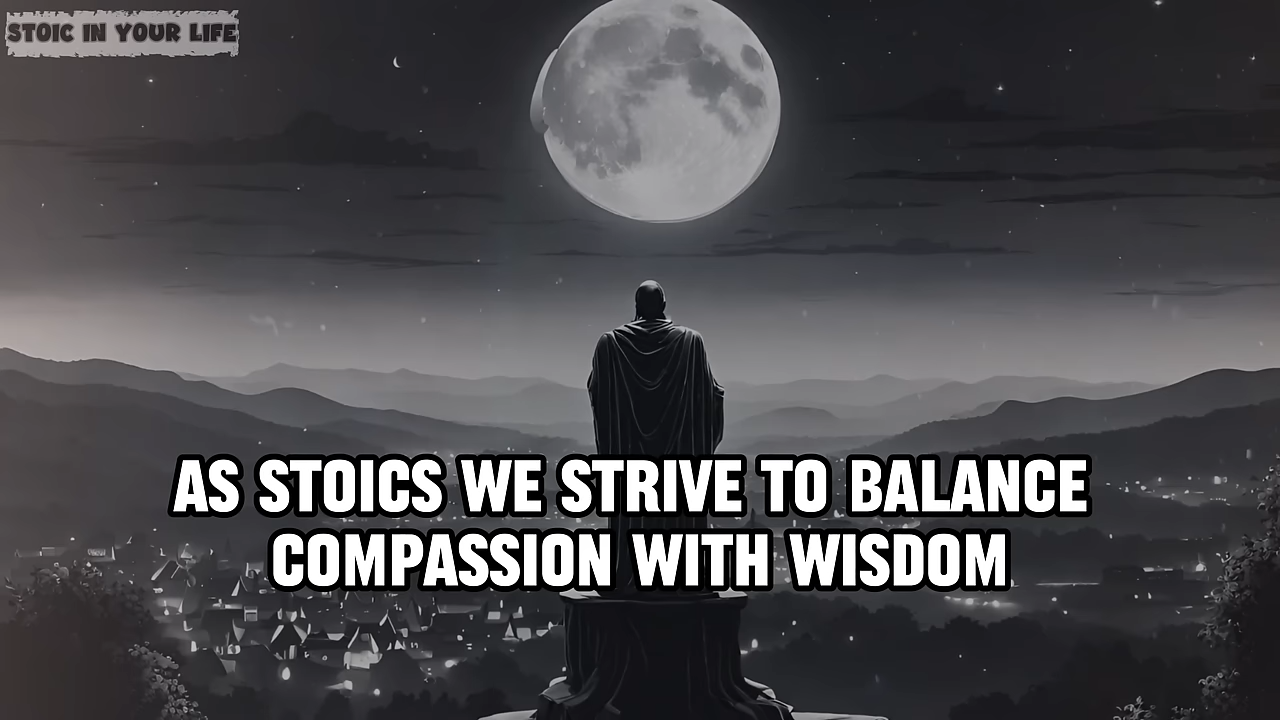 STOIC IN YOUR LIFE
AS STOICS WE STRIVE TO BALANCE
COMPASSION WITH WISDOM